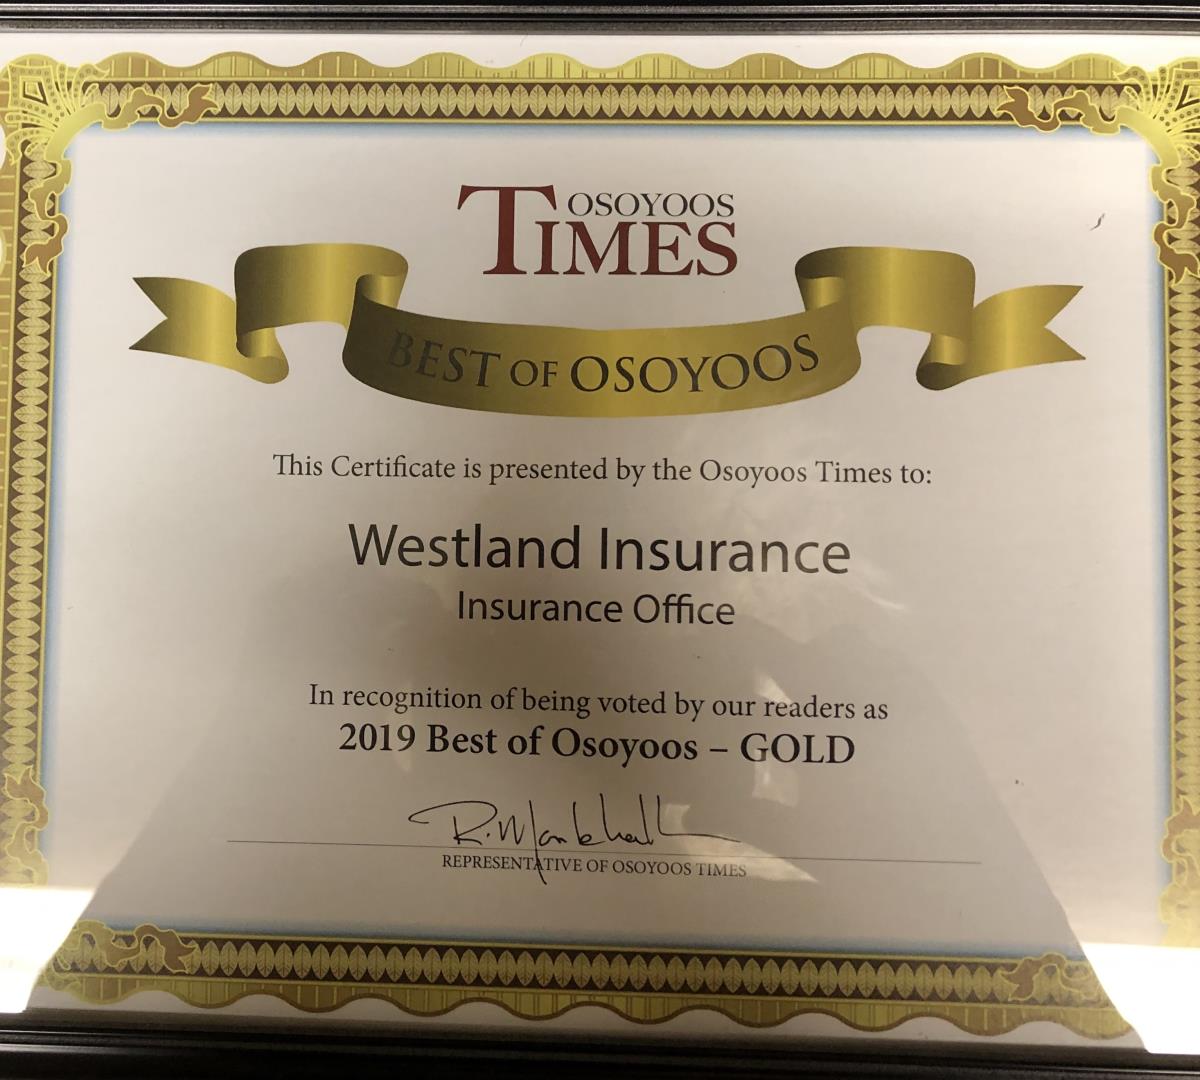 OSOYOOS
TIMES
BEST OF OSOYOOS
This Certificate is presented by the Osoyoos Times to:
Westland Insurance
Insurance Office
In recognition of being voted by our readers as
2019 Best of Osoyoos – GOLD
REPRESENTATIVE OF OSOYOOS TIMES